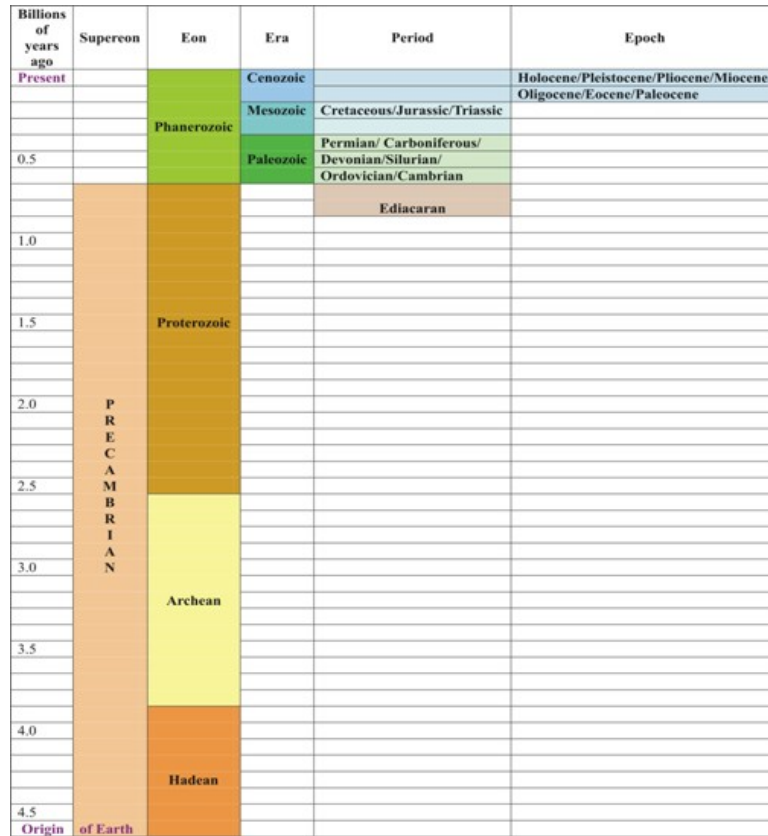 Billions of years ago
Supereon
Eon
Era
Period
Epoch
Present
Cenozoic
Holocene/Pleistocene/Pliocene/Miocene
Oligocene/Eocene/Paleocene
Mesozoic
Cretaceous/Jurassic/Triassic
Phanerozoic
Permian/ Carboniferous/
0.5
Paleozoic
Devonian/Silurian/
Ordovician/Cambrian
Ediacaran
1.0
1.5
Proterozoic
2.0
PRECAMBRIAN
2.5
3.0
Archean
3.5
4.0
Hadean
4.5
Origin of Earth